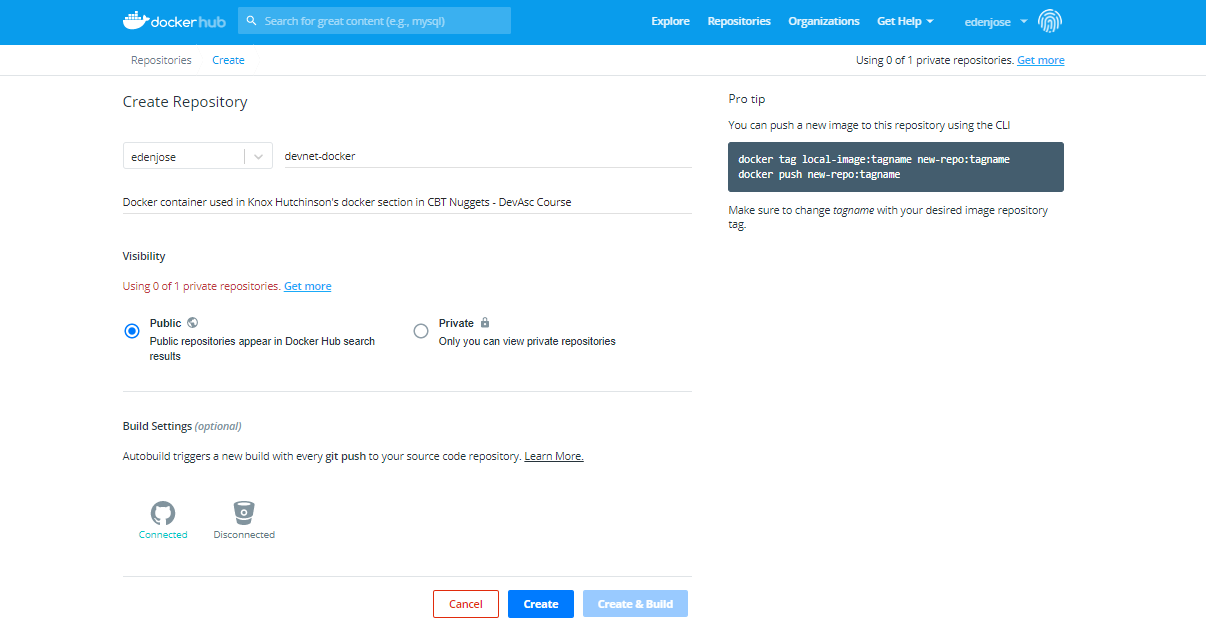 docker hub
Search for great content (e.g., mysql)
Explore
Repositories
Organizations
Get Help
edenjose
Repositories
Create
Using 0 of 1 private repositories. Get more
Create Repository
edenjose
devnet-docker
Docker container used in Knox Hutchinson's docker section in CBT Nuggets - DevAsc Course
Visibility
Using 0 of 1 private repositories. Get more
Public
Public repositories appear in Docker Hub search
results
Private
Only you can view private repositories
Build Settings (optional)
Autobuild triggers a new build with every git push to your source code repository. Learn More.
Connected
Disconnected
Cancel
Create
Create & Build
Pro tip
You can push a new image to this repository using the CLI
docker tag local-image:tagname new-repo:tagname
docker push new-repo:tagname
Make sure to change tagname with your desired image repository
tag.